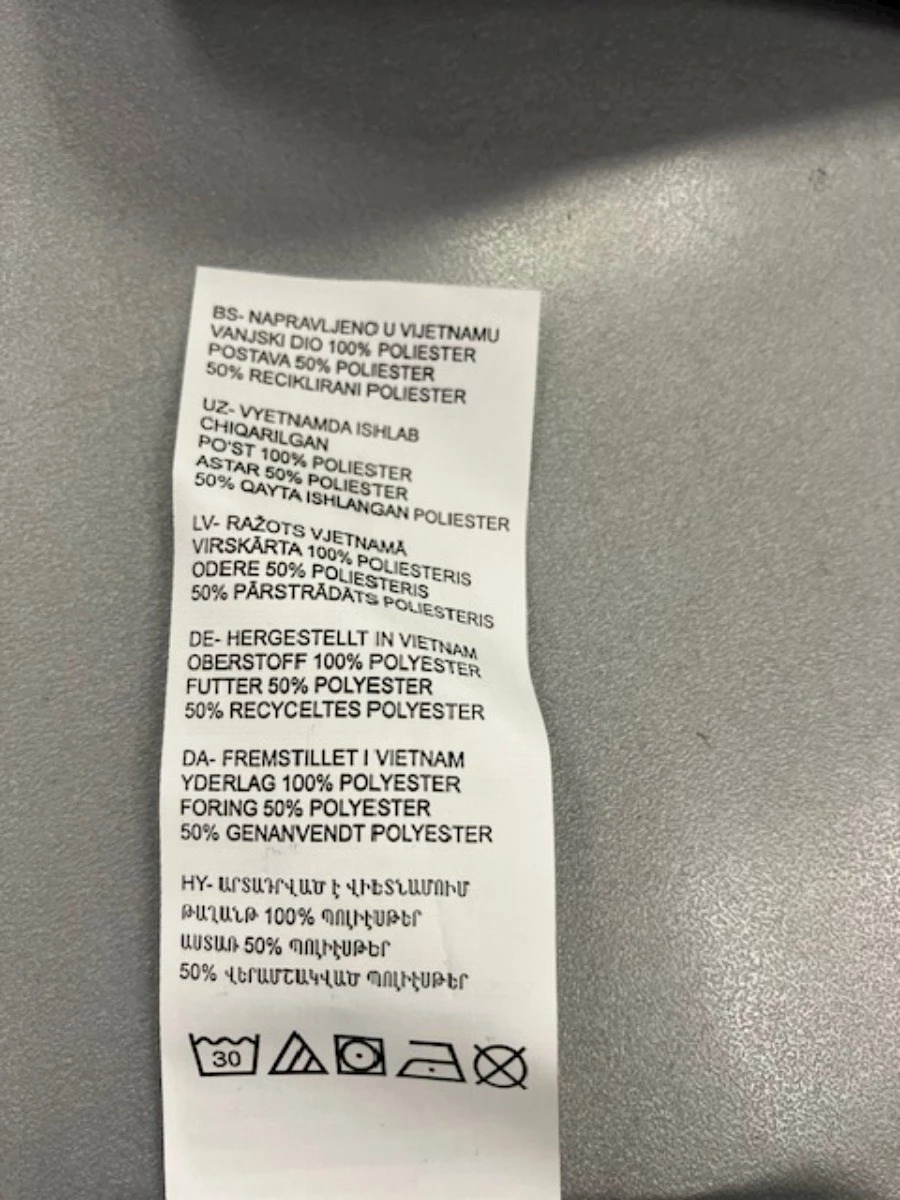 BS- NAPRAVLJENO U VIJETNAMU
VANJSKI DIO 100% POLIESTER
POSTAVA 50% POLIESTER
50% RECIKLIRANI POLIESTER
UZ- VYETNAMDA ISHLAB
CHIQARILGAN
PO'ST 100% POLIESTER
ASTAR 50% POLIESTER
50% QAYTA ISHLANGAN POLIESTER
LV- RAŽOTS VJETNAMĀ
VIRSKĀRTA 100% POLIESTERIS
ODERE 50% POLIESTERIS
50% PĀRSTRĀDĀTS POLIESTERIS
DE- HERGESTELLT IN VIETNAM
OBERSTOFF 100% POLYESTER
FUTTER 50% POLYESTER
50% RECYCELTES POLYESTER
DA- FREMSTILLET I VIETNAM
YDERLAG 100% POLYESTER
FORING 50% POLYESTER
50% GENANVENDT POLYESTER
HY- ԱՐՏԱԴՐՎԱԾ Է ՎԻԵՏՆԱՄՈՒՄ
ԹԱՂԱՆԹ 100% ՊՈԼԻԷՍԹԵՐ
ԱՍՏԱՌ 50% ՊՈԼԻԷՍԹԵՐ
50% ՎԵՐԱՄՇԱԿՎԱԾ ՊՈԼԻԷՍԹԵՐ
30